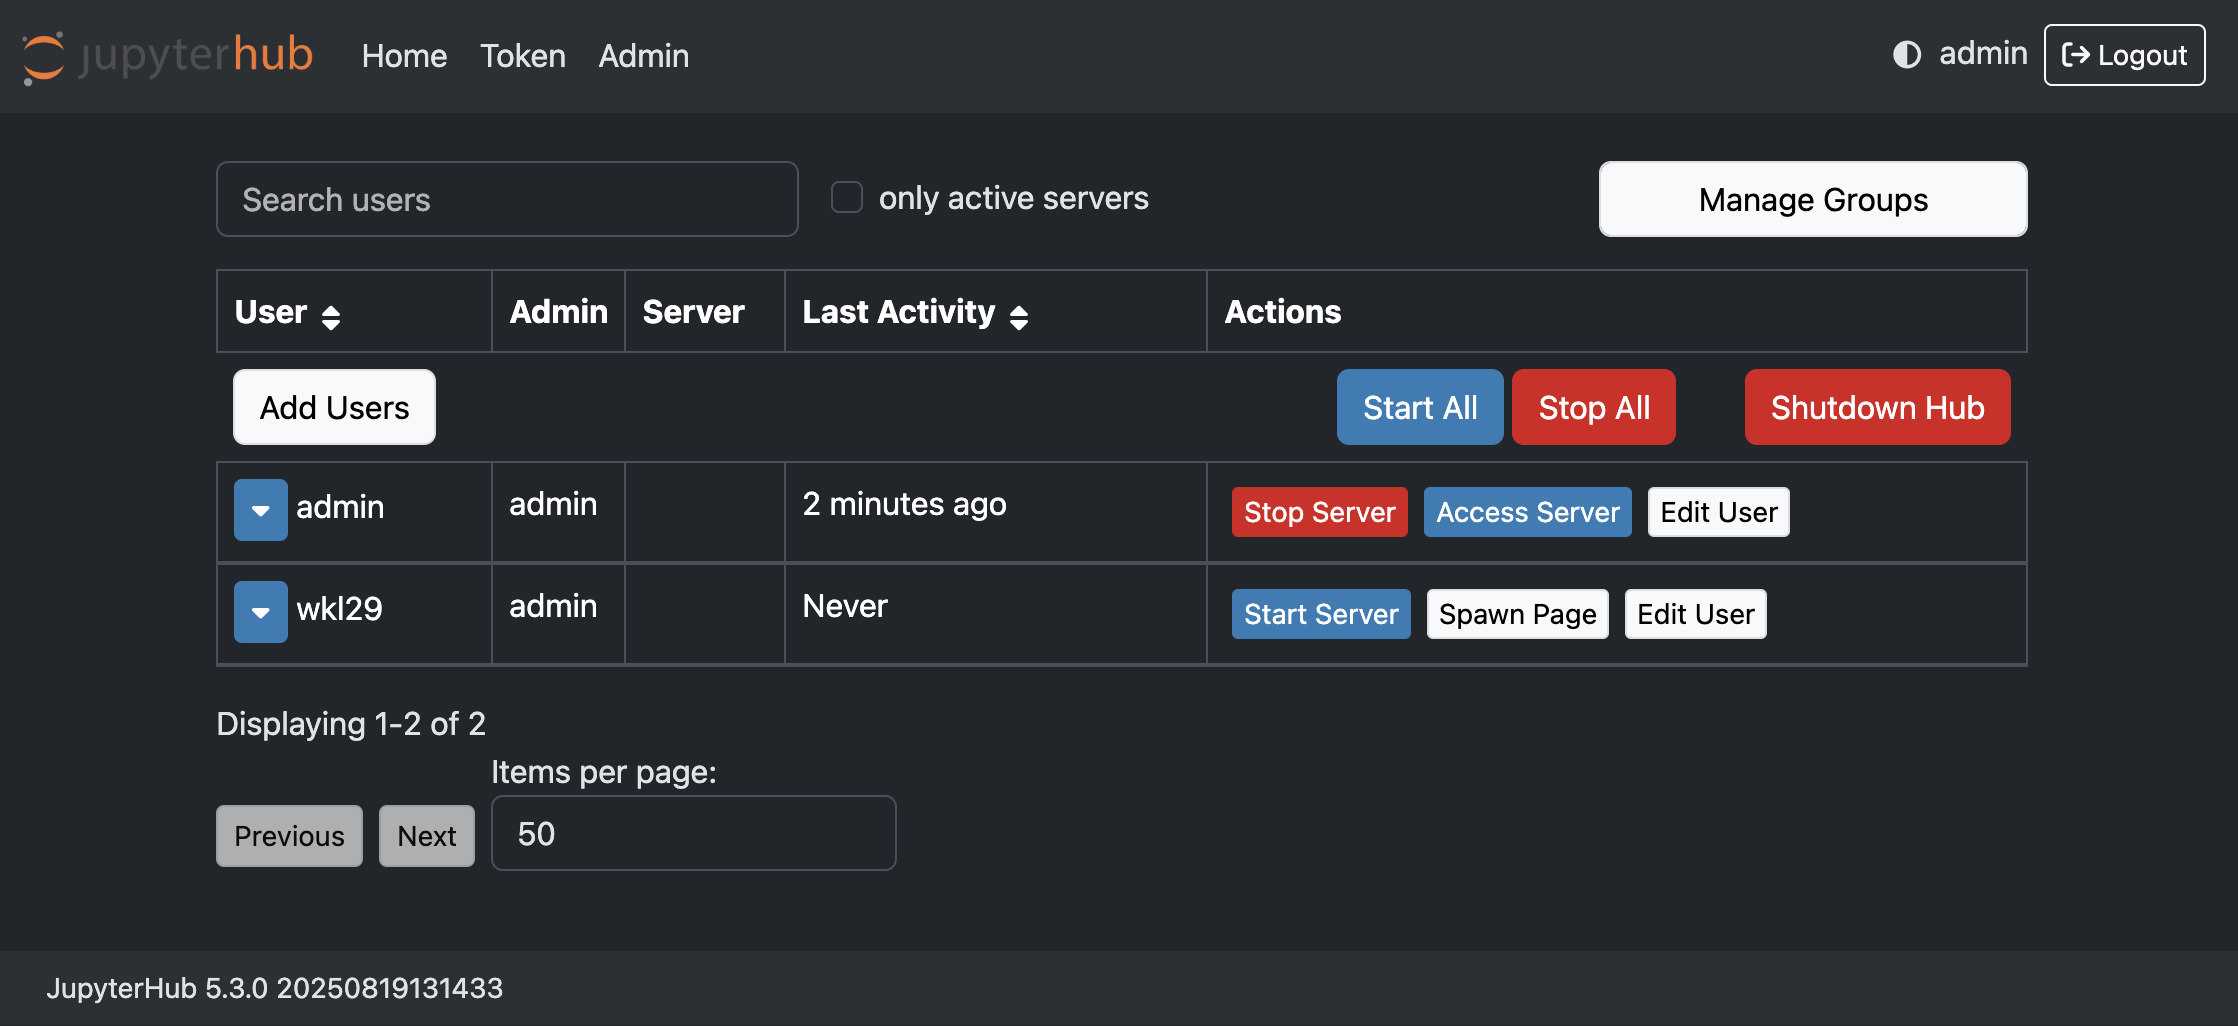 jupyterhub Home Token Admin admin Logout
Search users only active servers Manage Groups
User Admin Server Last Activity Actions
Add Users Start All Stop All Shutdown Hub
admin admin 2 minutes ago Stop Server Access Server Edit User
wkl29 admin Never Start Server Spawn Page Edit User
Displaying 1-2 of 2
Items per page:
Previous Next 50
JupyterHub 5.3.0 20250819131433